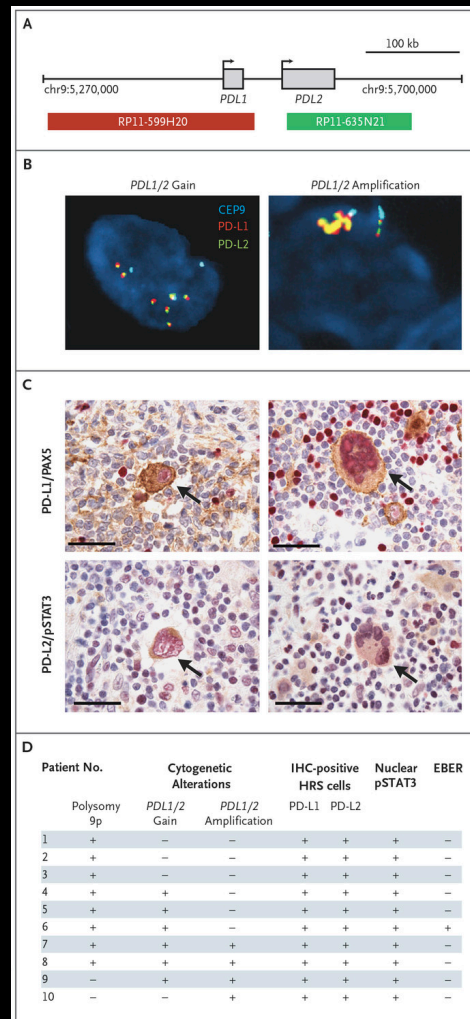 A
100 kb
chr9:5,270,000
PDL1
PDL2
chr9:5,700,000
RP11-599H20
RP11-635N21
B
PDL1/2 Gain
PDL1/2 Amplification
CEP9
PD-L1
PD-L2
C
PD-L1/PAX5
PD-L2/pSTAT3
D
Patient No. Cytogenetic Alterations IHC-positive HRS cells Nuclear pSTAT3 EBER
Polysomy 9p PDL1/2 Gain PDL1/2 Amplification PD-L1 PD-L2
1 + – – + + + –
2 + – – + + + –
3 + – – + + + –
4 + + – + + + –
5 + + – + + + –
6 + + – + + + +
7 + + + + + + –
8 + + + + + + –
9 – + + + + + –
10 – – + + + + –